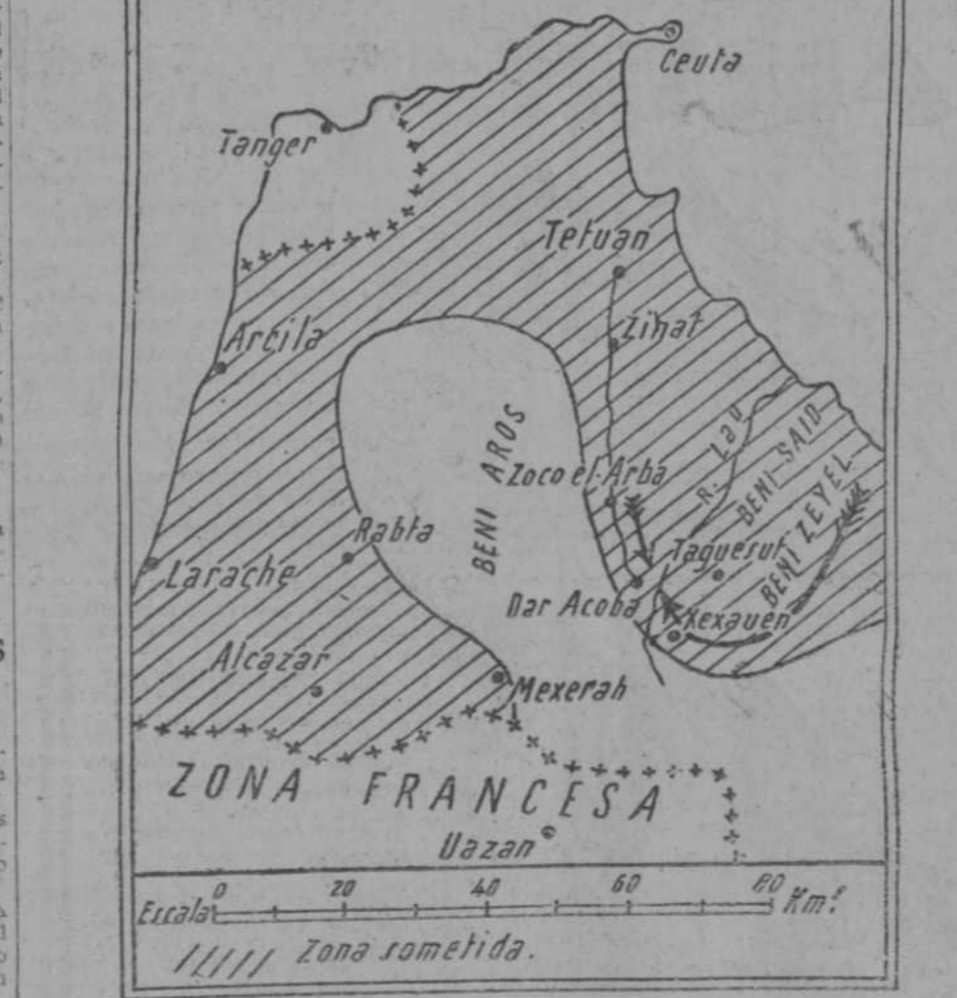 Ceuta
Tanger
Tetuan
Zinat
Arcila
R. Lau
BENI-SAID
BENI AROS
Zoco el-Arba
BENI ZEYEL
Rabta
Taguesut
Larache
Dar Acoba
Xexauen
Alcazar
Mexerah
ZONA FRANCESA
Uazan
0 20 40 60 80
Escala Km.s
Zona sometida.